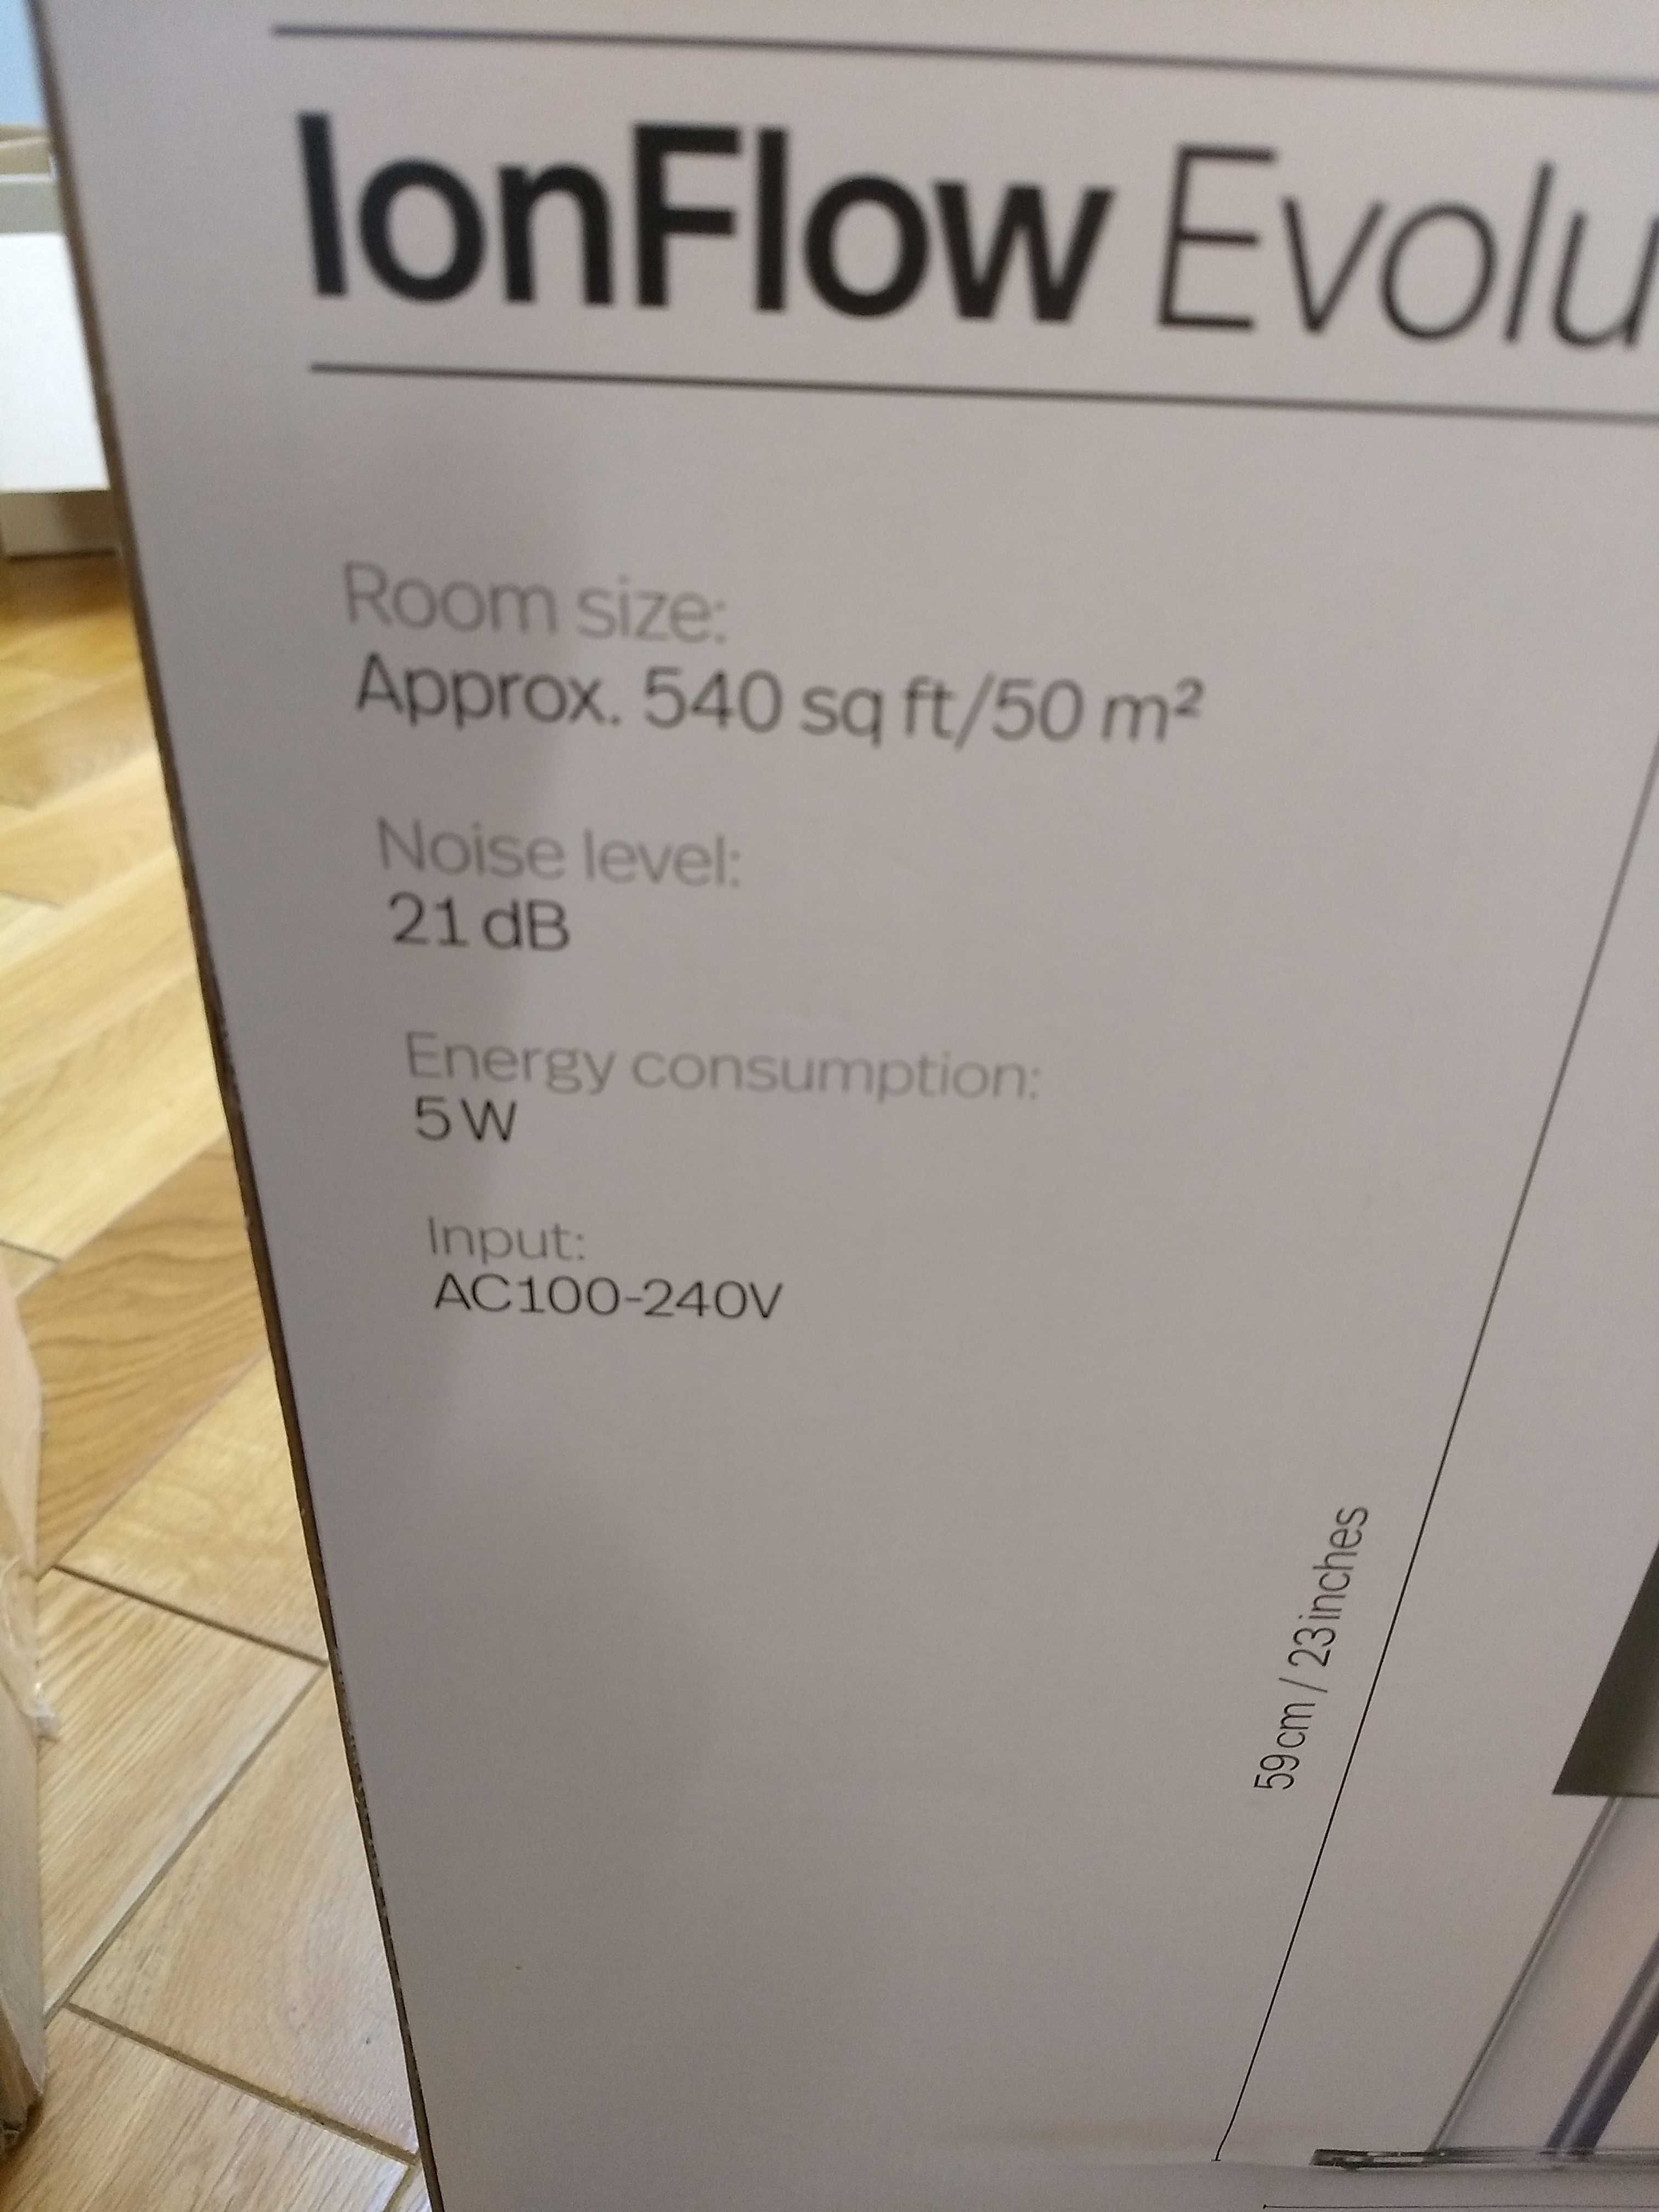 IonFlow Evolu
Room size:
Approx. 540 sq ft/50 m²
Noise level:
21 dB
Energy consumption:
5 W
Input:
AC100-240V
59 cm / 23 inches